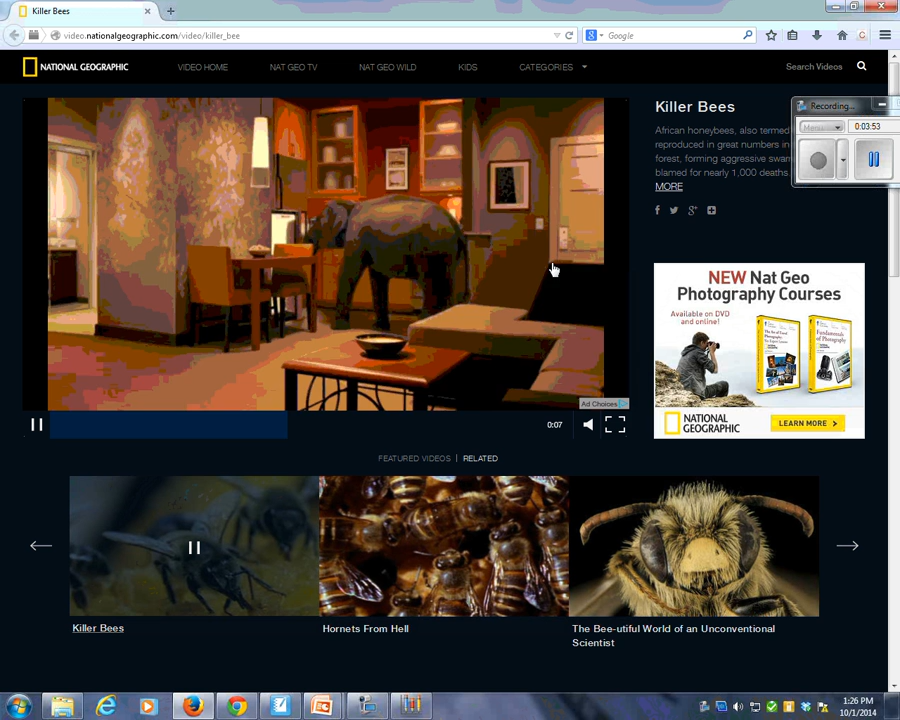 Killer Bees
video.nationalgeographic.com/video/killer_bee
Google
NATIONAL GEOGRAPHIC
VIDEO HOME
NAT GEO TV
NAT GEO WILD
KIDS
CATEGORIES
Search Videos
Killer Bees
African honeybees, also termed
reproduced in great numbers in
forest, forming aggressive swar
blamed for nearly 1,000 deaths.
MORE
Recording...
Menu
0:03:53
NEW Nat Geo
Photography Courses
Available on DVD
and online!
NATIONAL
GEOGRAPHIC
LEARN MORE
Ad Choices
0:07
FEATURED VIDEOS | RELATED
Killer Bees
Hornets From Hell
The Bee-utiful World of an Unconventional
Scientist
1:26 PM
10/1/2014